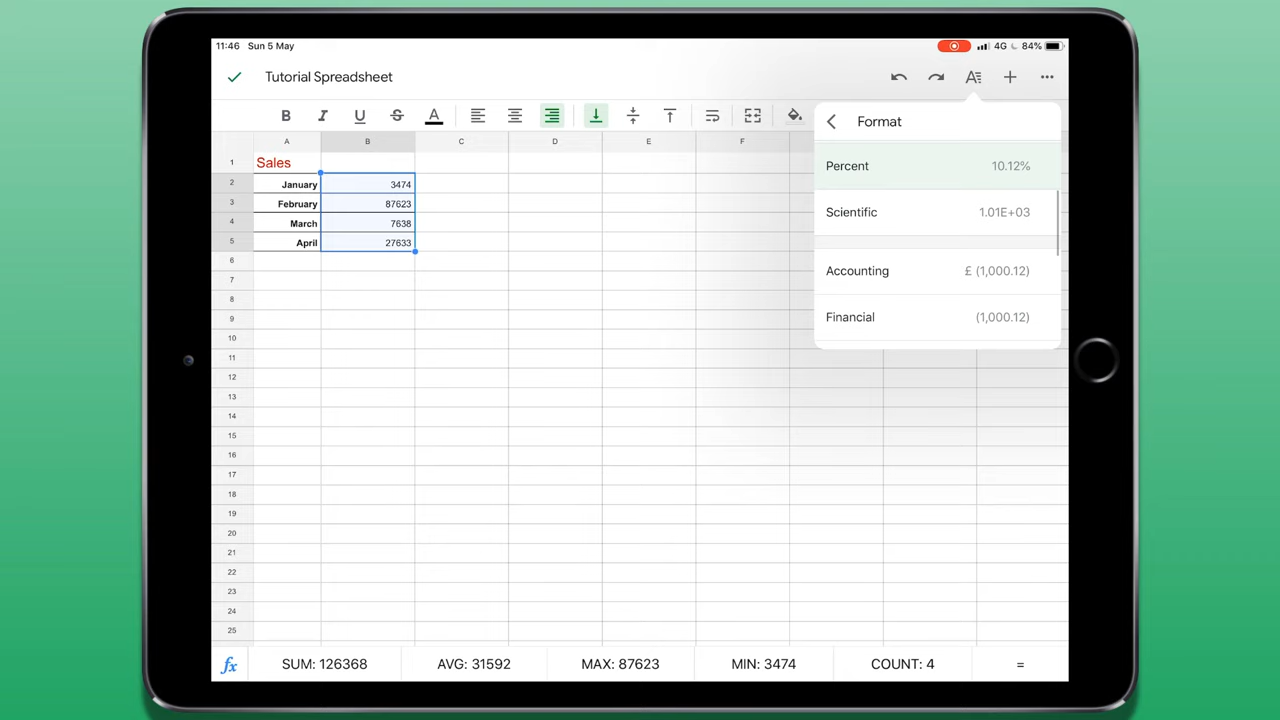 11:46 Sun 5 May 4G 84%
Tutorial Spreadsheet
B I U S A
Format
A B C D E F
Percent 10.12%
1 Sales
2 January 3474
3 February 87623
4 March 7638
5 April 27633
Scientific 1.01E+03
Accounting £ (1,000.12)
Financial (1,000.12)
6
7
8
9
10
11
12
13
14
15
16
17
18
19
20
21
22
23
24
25
fx SUM: 126368 AVG: 31592 MAX: 87623 MIN: 3474 COUNT: 4 =